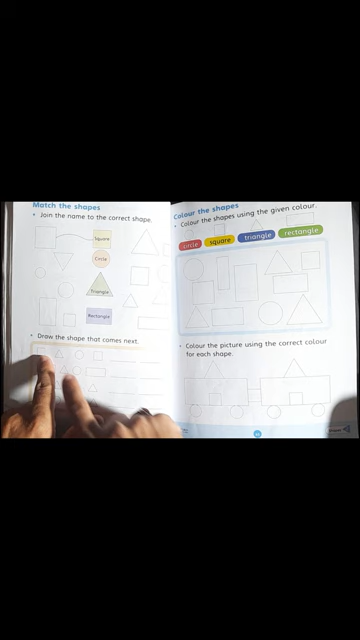 Match the shapes
• Join the name to the correct shape.
Square
Circle
Triangle
Rectangle
• Draw the shape that comes next.
Colour the shapes
• Colour the shapes using the given colour.
circle
square
triangle
rectangle
• Colour the picture using the correct colour
for each shape.